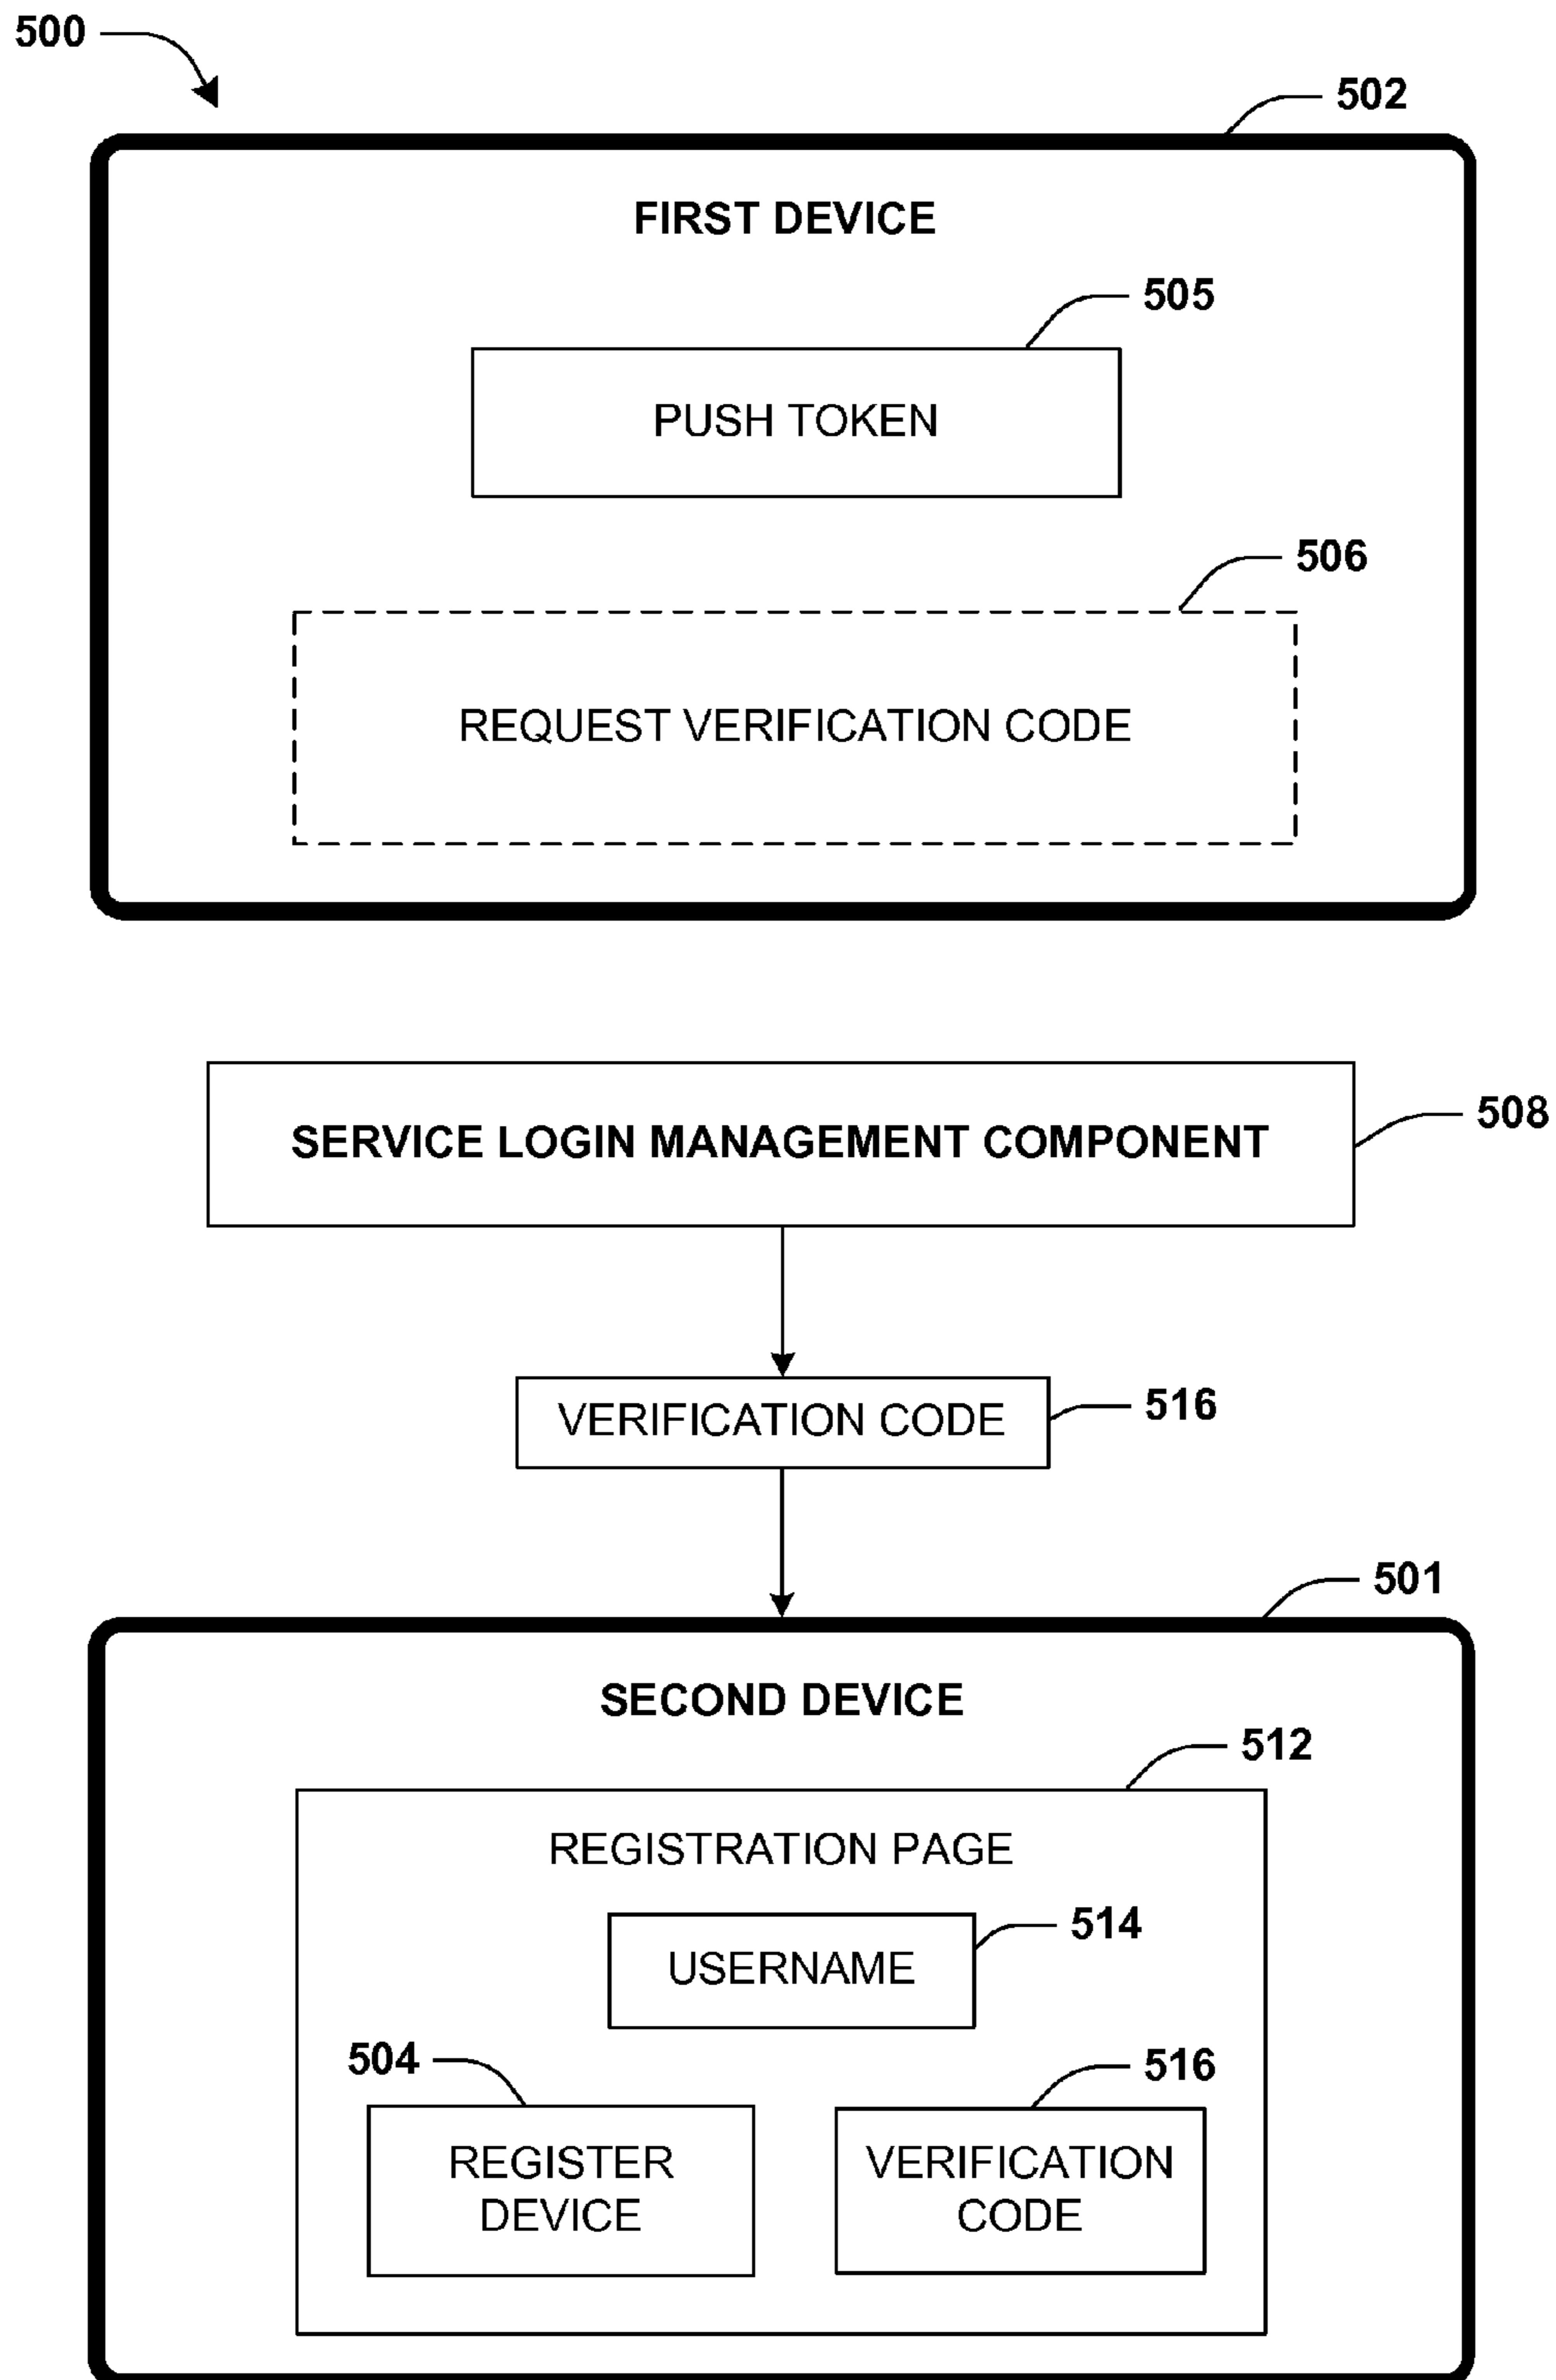 500
502
FIRST DEVICE
505
PUSH TOKEN
506
REQUEST VERIFICATION CODE
SERVICE LOGIN MANAGEMENT COMPONENT
508
VERIFICATION CODE
516
501
SECOND DEVICE
512
REGISTRATION PAGE
514
USERNAME
504
516
REGISTER
DEVICE
VERIFICATION
CODE